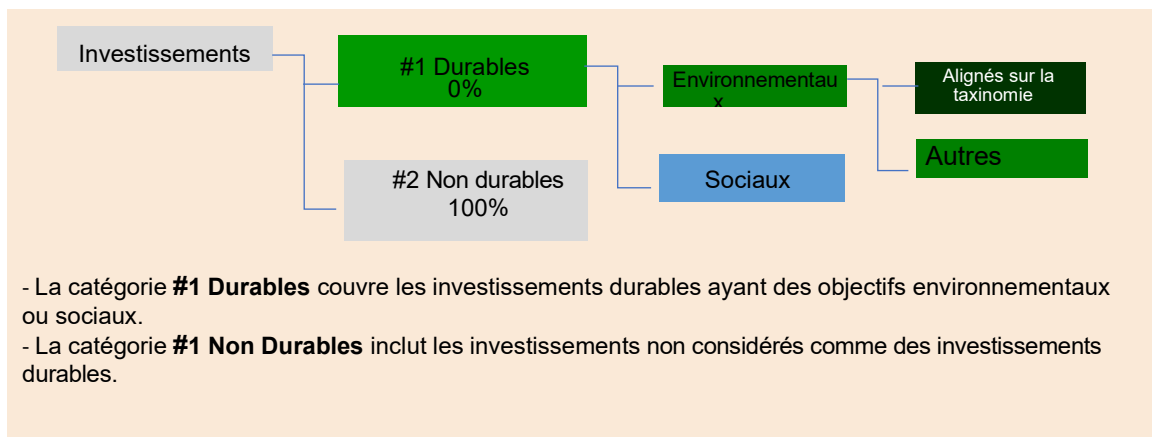 Investissements
#1 Durables
0%
Environnementau
x
Alignés sur la
taxinomie
Autres
#2 Non durables
100%
Sociaux
- La catégorie #1 Durables couvre les investissements durables ayant des objectifs environnementaux
ou sociaux.
- La catégorie #1 Non Durables inclut les investissements non considérés comme des investissements
durables.